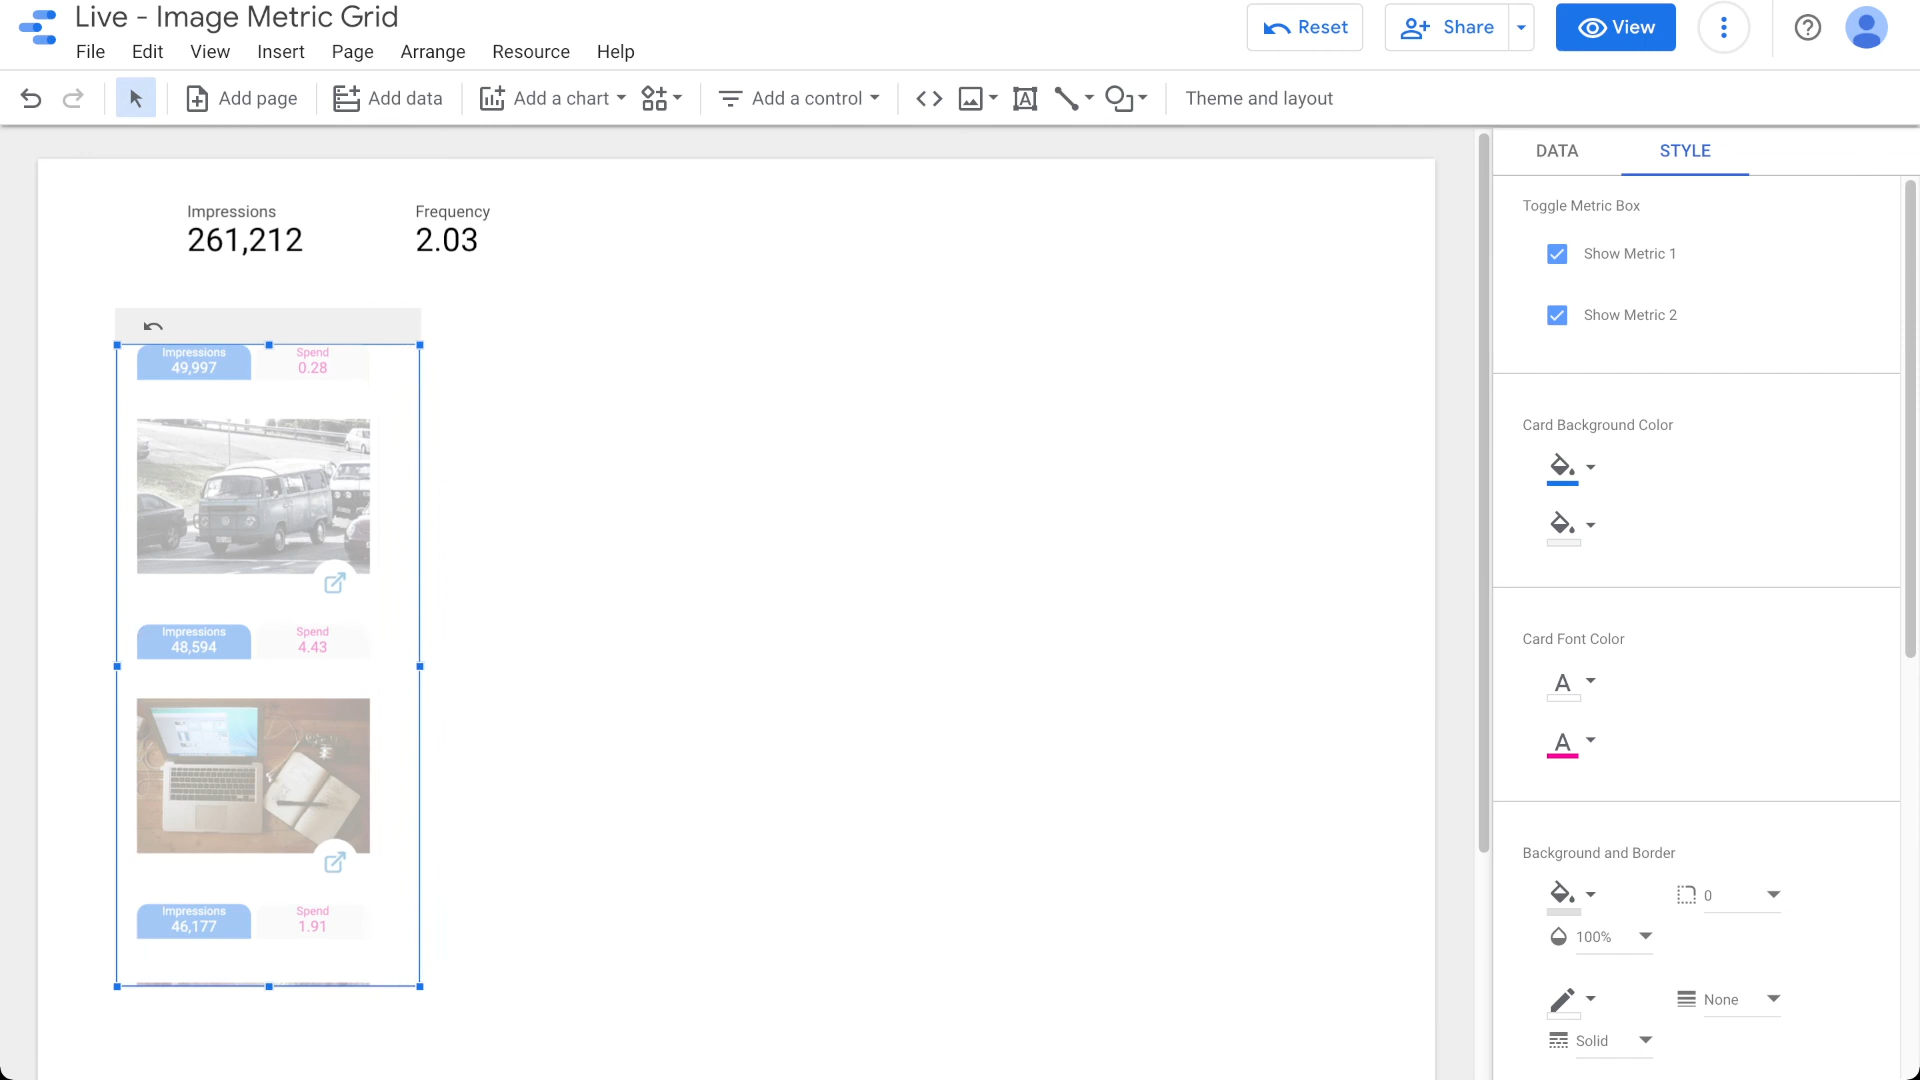 Live - Image Metric Grid
Reset
Share
View
File Edit View Insert Page Arrange Resource Help
Add page
Add data
Add a chart
Add a control
Theme and layout
DATA
STYLE
Impressions
261,212
Frequency
2.03
Impressions
49,997
Spend
0.28
Impressions
48,594
Spend
4.43
Impressions
46,177
Spend
1.91
Toggle Metric Box
Show Metric 1
Show Metric 2
Card Background Color
Card Font Color
A
A
Background and Border
0
100%
None
Solid